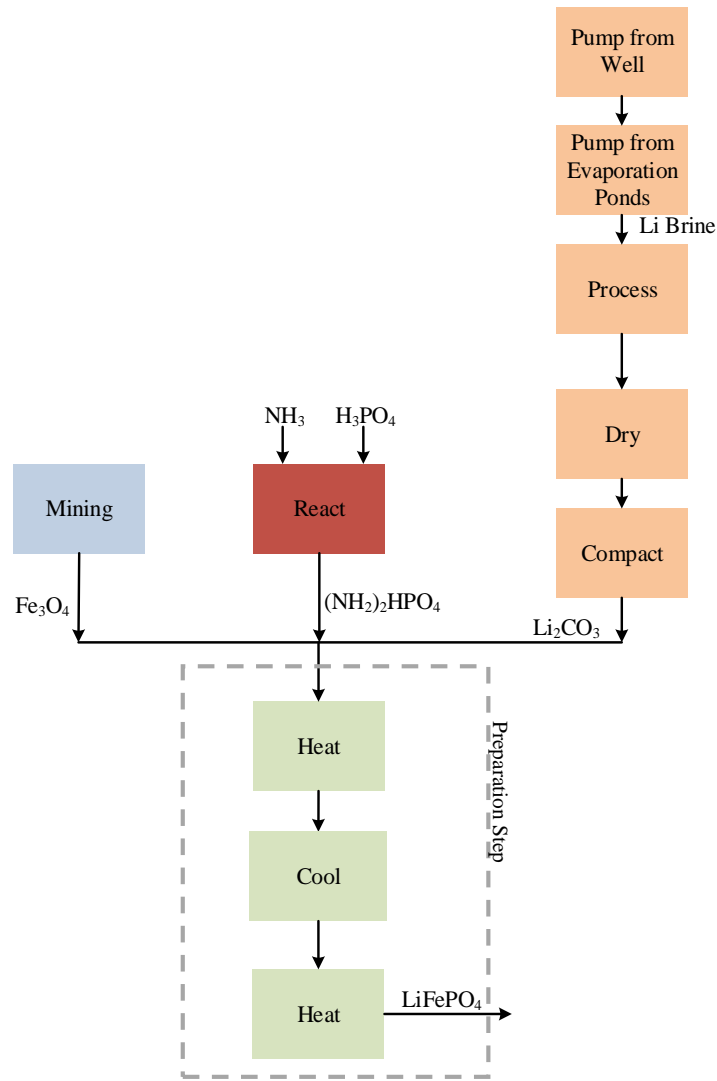 Pump from
Well
Pump from
Evaporation
Ponds
Li Brine
Process
NH₃
H₃PO₄
Dry
Mining
React
Compact
Fe₃O₄
(NH₂)₂HPO₄
Li₂CO₃
Preparation Step
Heat
Cool
Heat
LiFePO₄